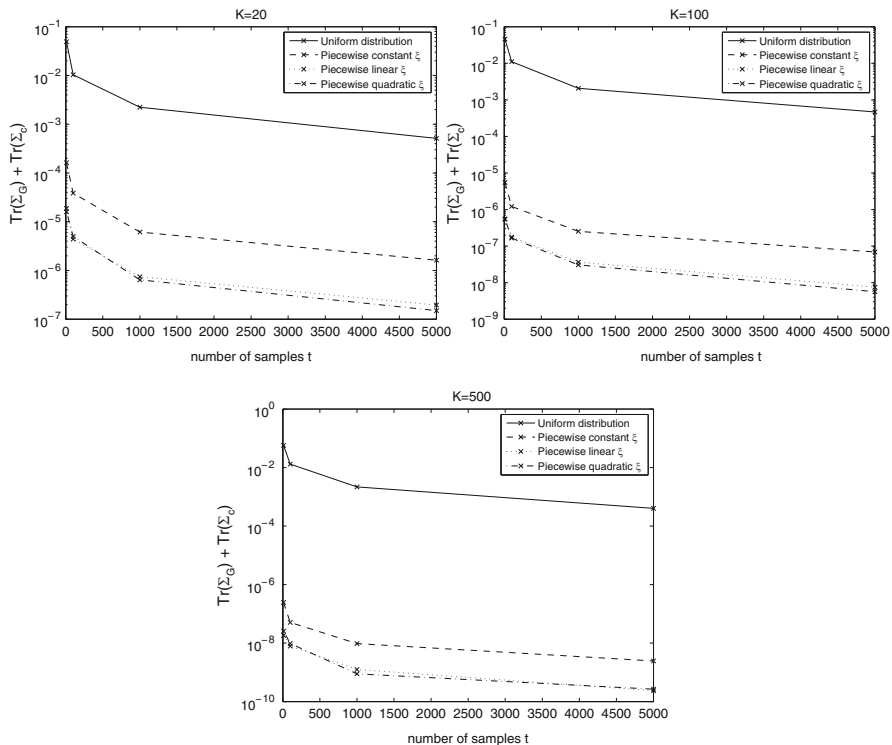 K=20
Tr(Σ_G) + Tr(Σ_c)
10^-1
10^-2
10^-3
10^-4
10^-5
10^-6
10^-7
0 500 1000 1500 2000 2500 3000 3500 4000 4500 5000
number of samples t
Uniform distribution
Piecewise constant ξ
Piecewise linear ξ
Piecewise quadratic ξ
K=100
Tr(Σ_G) + Tr(Σ_c)
10^-1
10^-2
10^-3
10^-4
10^-5
10^-6
10^-7
10^-8
10^-9
0 500 1000 1500 2000 2500 3000 3500 4000 4500 5000
number of samples t
Uniform distribution
Piecewise constant ξ
Piecewise linear ξ
Piecewise quadratic ξ
K=500
Tr(Σ_G) + Tr(Σ_c)
10^0
10^-2
10^-4
10^-6
10^-8
10^-10
0 500 1000 1500 2000 2500 3000 3500 4000 4500 5000
number of samples t
Uniform distribution
Piecewise constant ξ
Piecewise linear ξ
Piecewise quadratic ξ